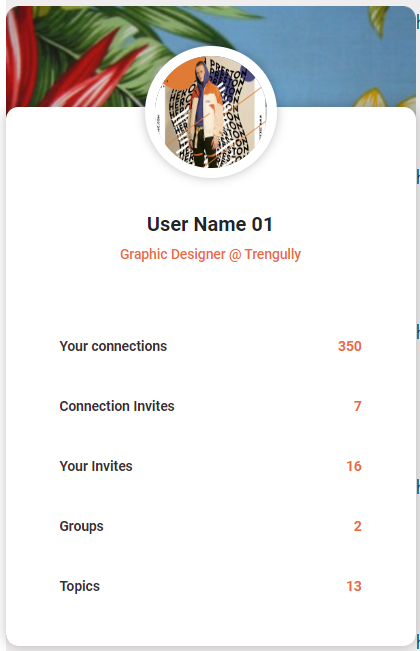 PRESTON
User Name 01
Graphic Designer @ Trengully
Your connections 350
Connection Invites 7
Your Invites 16
Groups 2
Topics 13